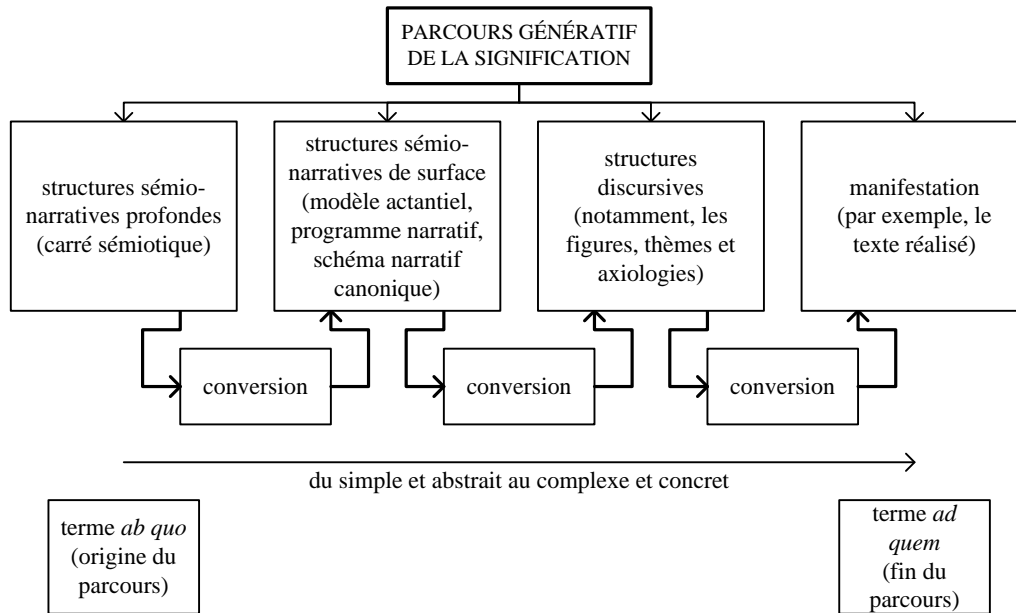 PARCOURS GÉNÉRATIF
DE LA SIGNIFICATION
structures sémio-
narratives profondes
(carré sémiotique)
structures sémio-
narratives de surface
(modèle actantiel,
programme narratif,
schéma narratif
canonique)
structures
discursives
(notamment, les
figures, thèmes et
axiologies)
manifestation
(par exemple, le
texte réalisé)
conversion
conversion
conversion
du simple et abstrait au complexe et concret
terme ab quo
(origine du
parcours)
terme ad
quem
(fin du
parcours)